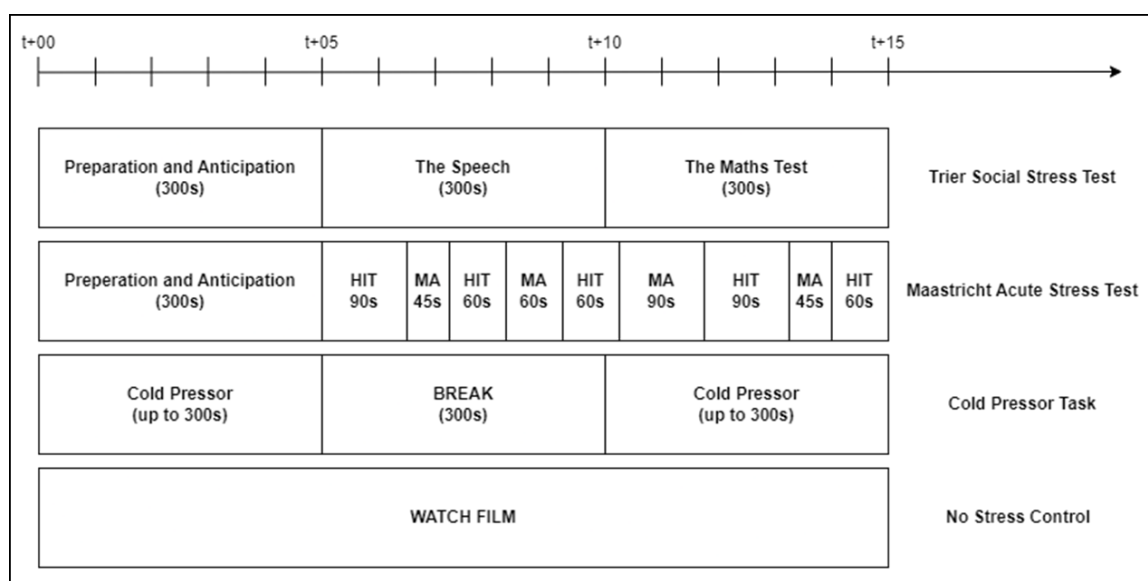 t+00 t+05 t+10 t+15
Preparation and Anticipation
(300s)
The Speech
(300s)
The Maths Test
(300s)
Trier Social Stress Test
Preperation and Anticipation
(300s)
HIT
90s
MA
45s
HIT
60s
MA
60s
HIT
60s
MA
90s
HIT
90s
MA
45s
HIT
60s
Maastricht Acute Stress Test
Cold Pressor
(up to 300s)
BREAK
(300s)
Cold Pressor
(up to 300s)
Cold Pressor Task
WATCH FILM
No Stress Control